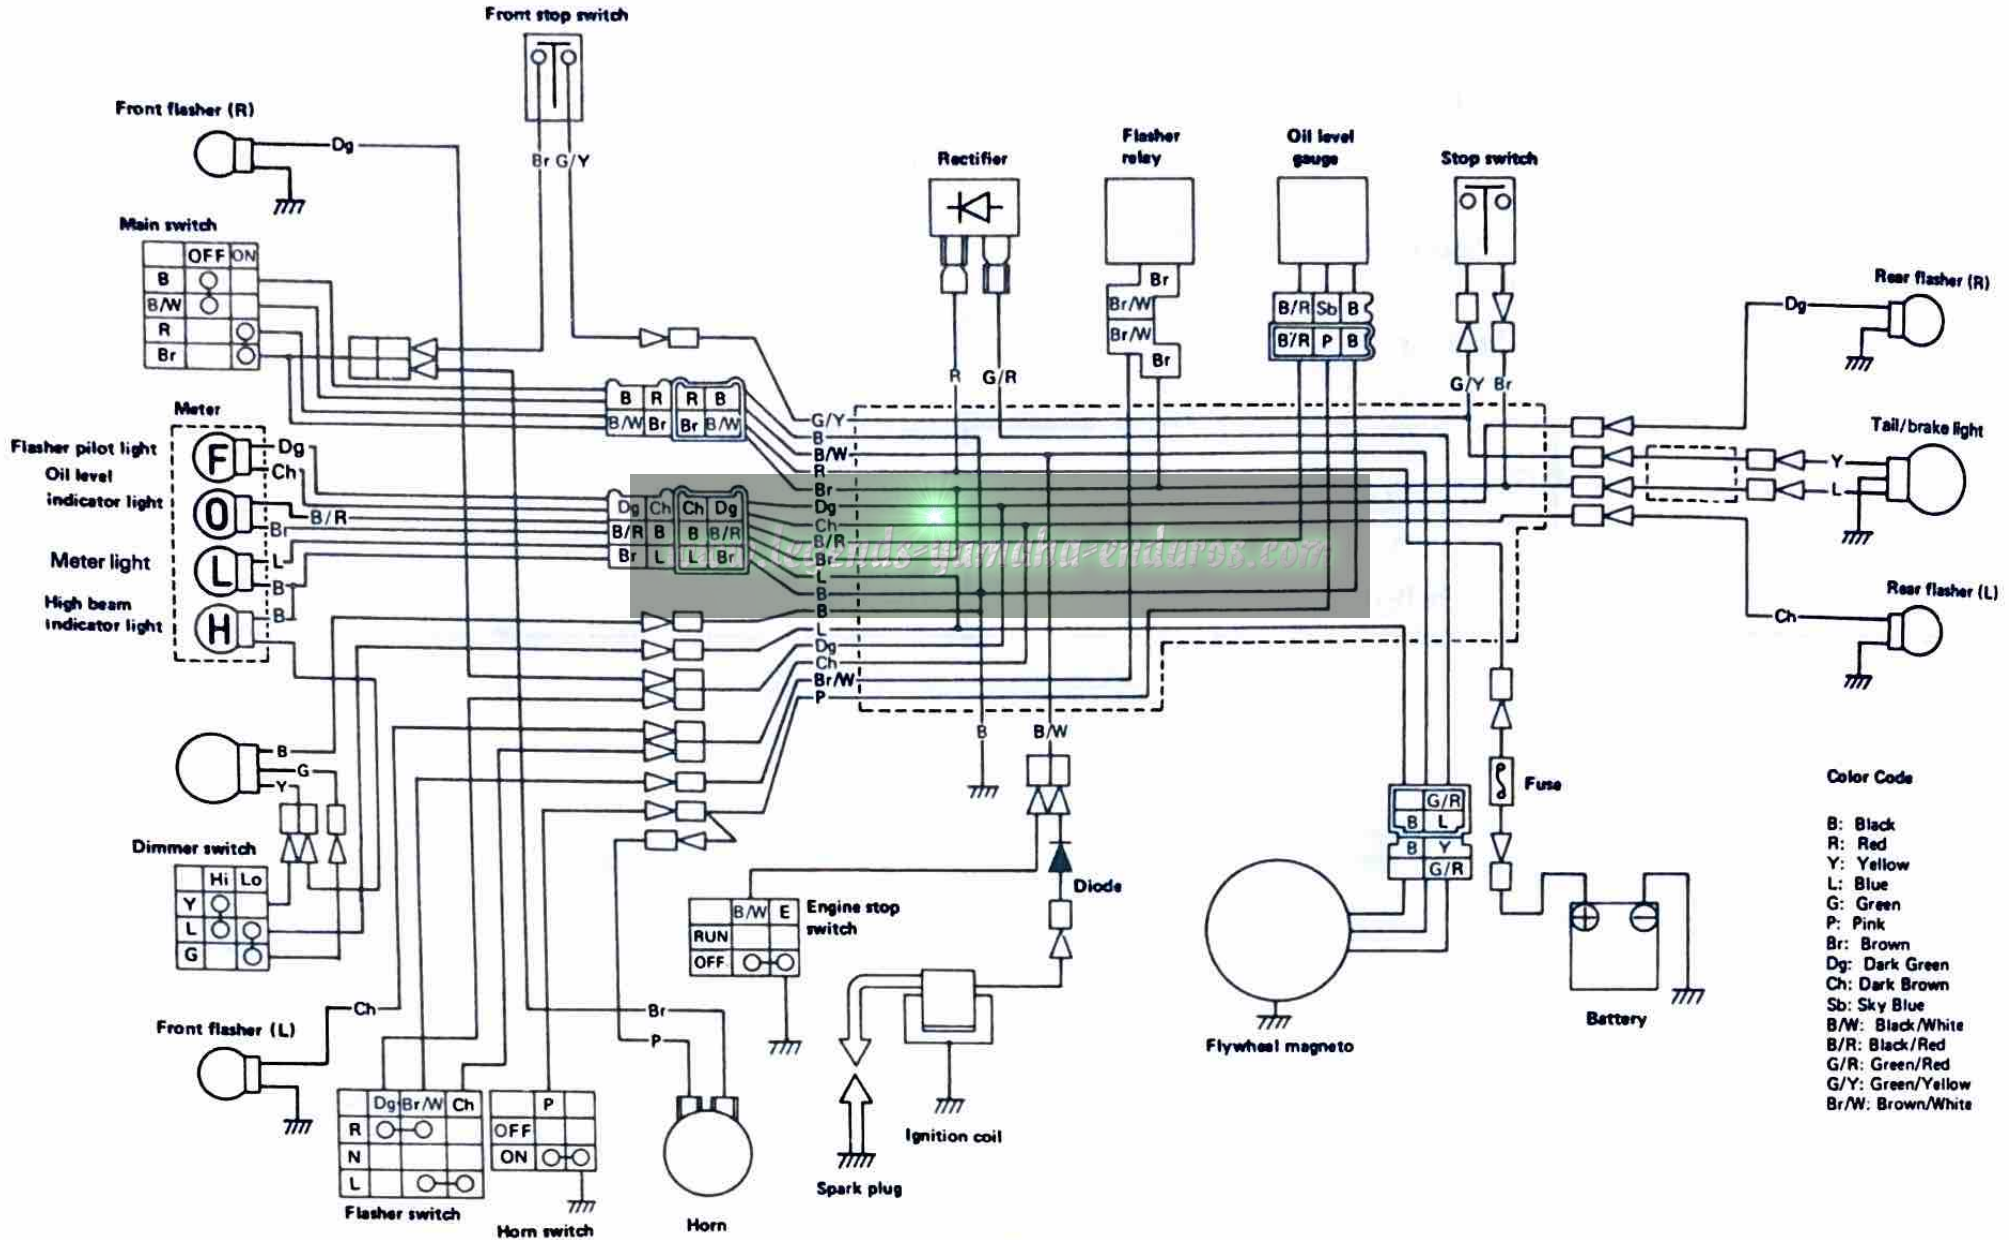 Front stop switch
Front flasher (R)
Dg
Br G/Y
Rectifier
Flasher
relay
Oil level
gauge
Stop switch
Main switch
OFF ON
B
B/W
R
Br
Br
Br/W
Br/W
Br
B/R Sb B
B/R P B
R
G/R
G/Y Br
Dg
Rear flasher (R)
Meter
Flasher pilot light
F
Dg
Ch
Oil level
indicator light
O
B/R
Br
Meter light
L
L
B
High beam
indicator light
H
B
B R R B
B/W Br Br B/W
Dg Ch Ch Dg
B/R B B B/R
Br L L Br
G/Y
B
B/W
R
Br
Dg
Ch
B/R
B
L
B
B
L
Dg
Ch
Br/W
P
www.legends-yamaha-enduros.com
Tail/brake light
Y
L
Rear flasher (L)
Ch
B
G
Y
B
B/W
Dimmer switch
Hi Lo
Y
L
G
G/R
B L
B Y
G/R
Fuse
Diode
B/W E
RUN
OFF
Engine stop
switch
Front flasher (L)
Ch
Br
P
Flywheel magneto
Battery
Dg Br/W Ch
R
N
L
Flasher switch
P
OFF
ON
Horn switch
Horn
Ignition coil
Spark plug
Color Code
B: Black
R: Red
Y: Yellow
L: Blue
G: Green
P: Pink
Br: Brown
Dg: Dark Green
Ch: Dark Brown
Sb: Sky Blue
B/W: Black/White
B/R: Black/Red
G/R: Green/Red
G/Y: Green/Yellow
Br/W: Brown/White